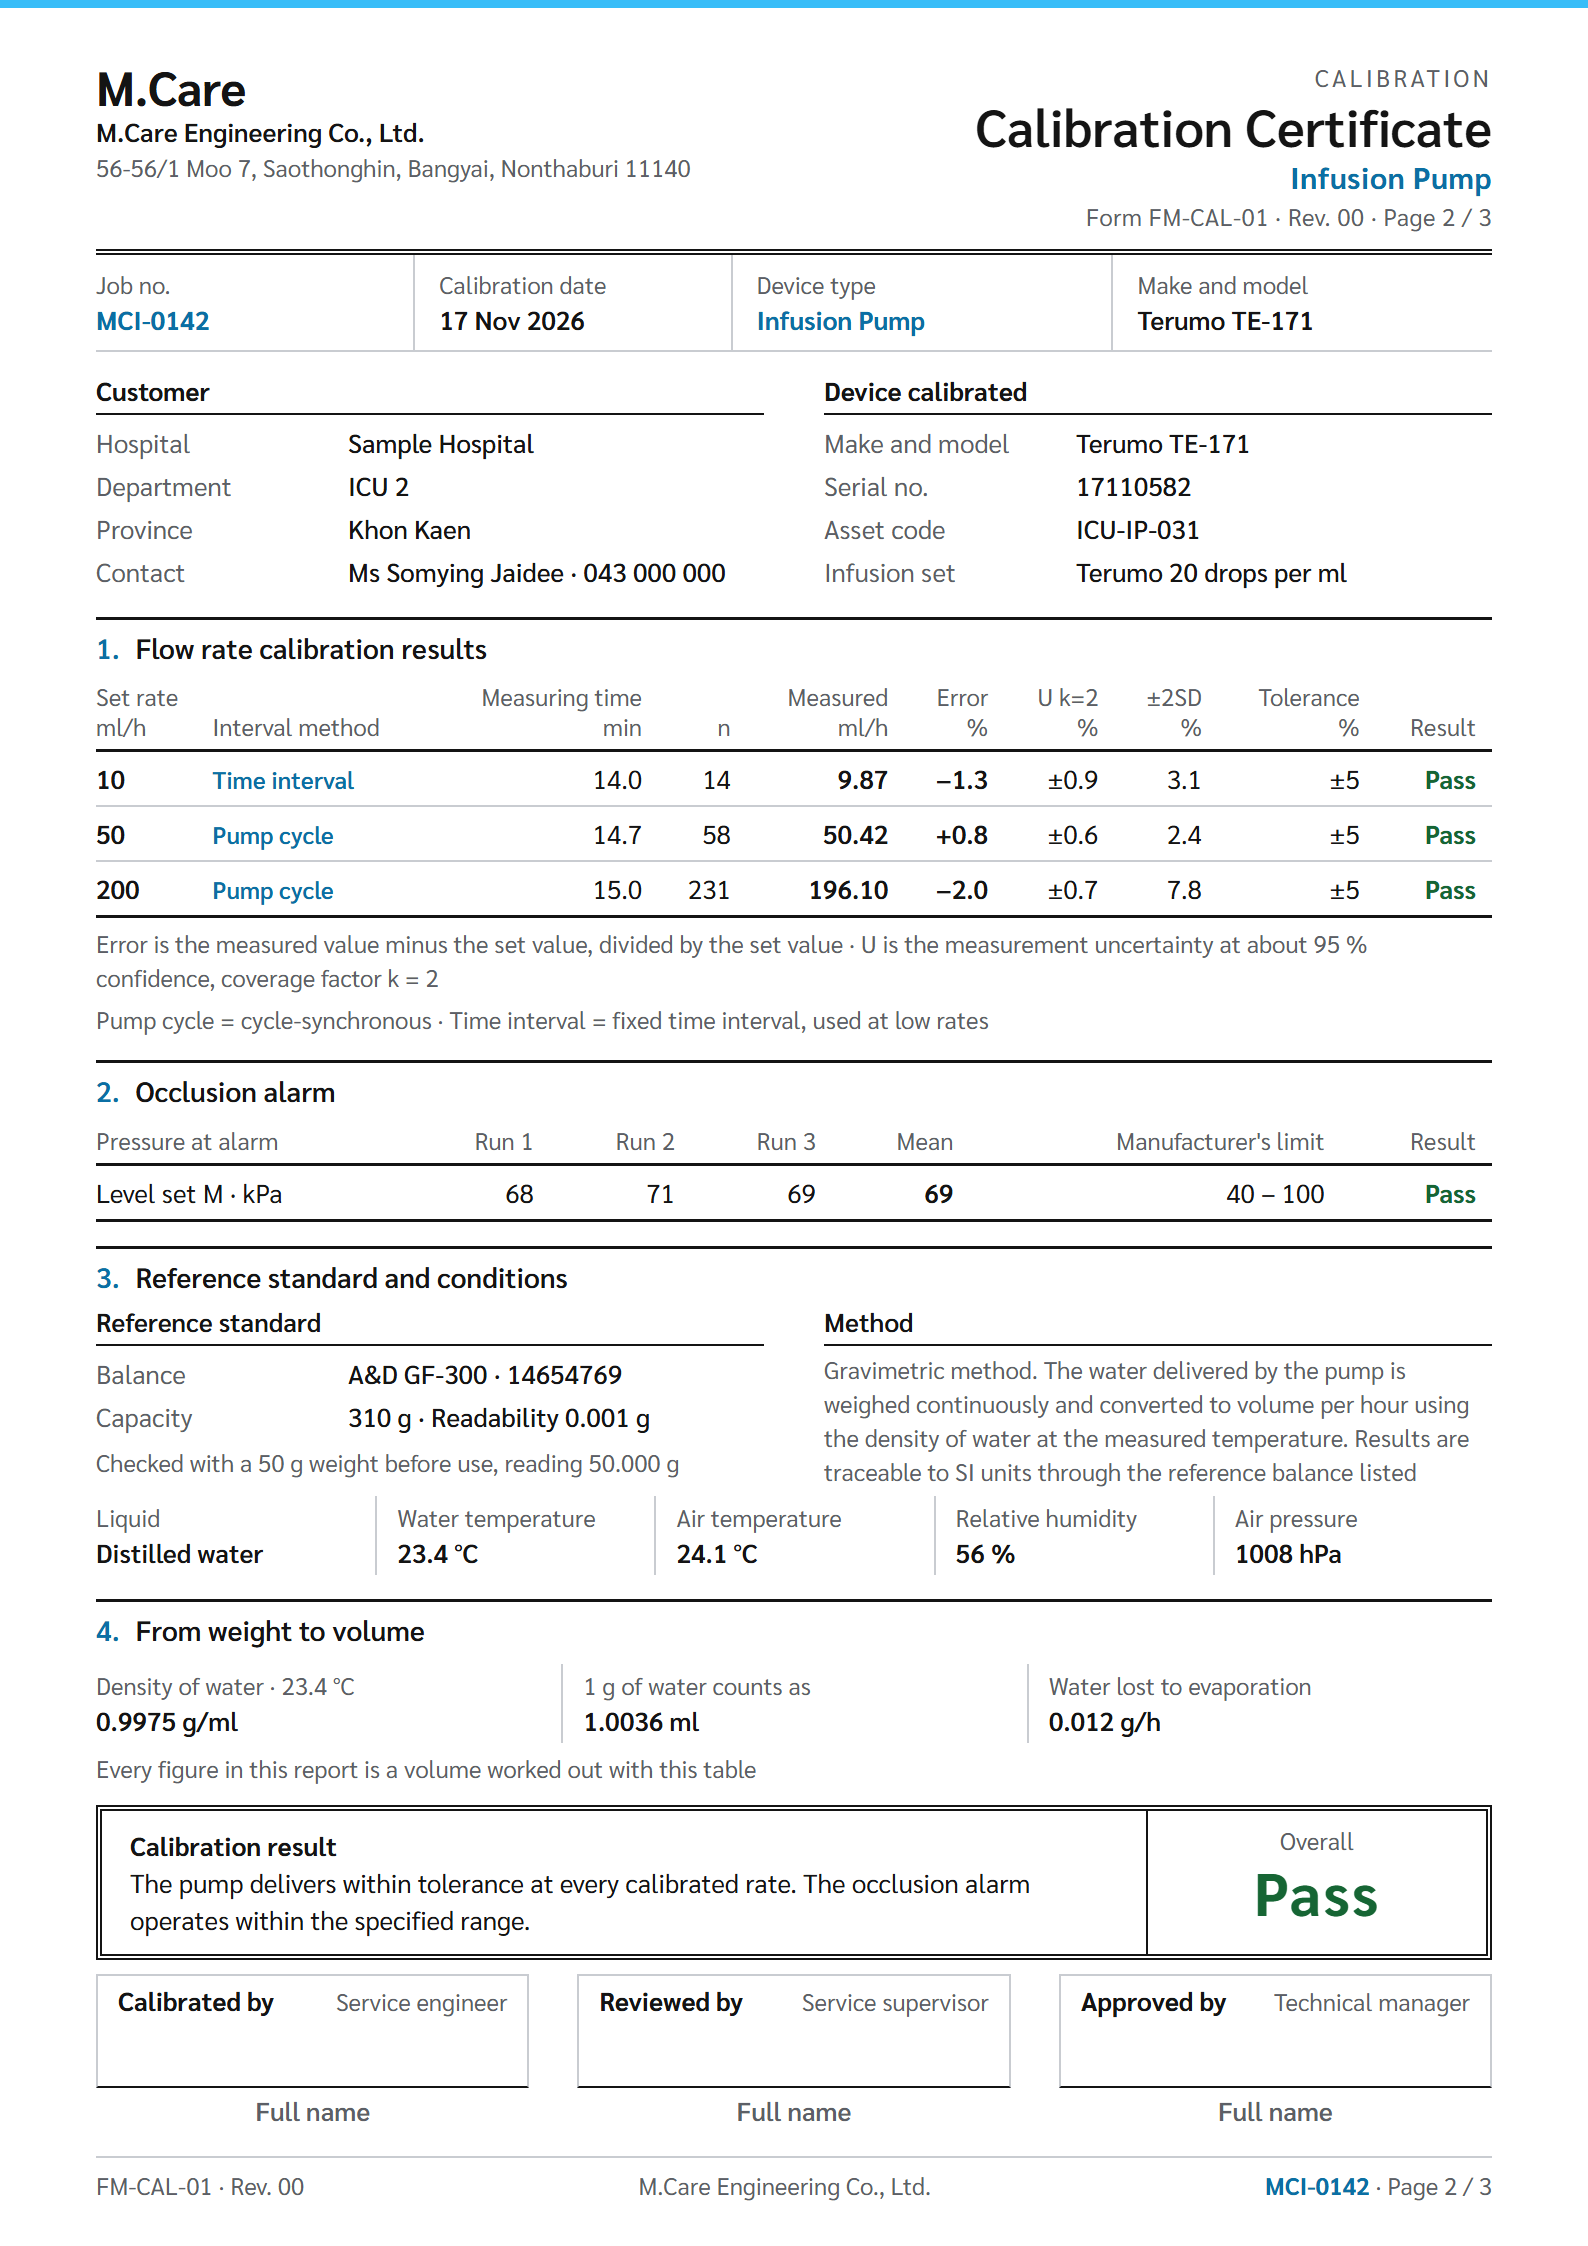 M.Care
M.Care Engineering Co., Ltd.
56-56/1 Moo 7, Saothonghin, Bangyai, Nonthaburi 11140
CALIBRATION
Calibration Certificate
Infusion Pump
Form FM-CAL-01 · Rev. 00 · Page 2 / 3
Job no.
MCI-0142
Calibration date
17 Nov 2026
Device type
Infusion Pump
Make and model
Terumo TE-171
Customer
Hospital Sample Hospital
Department ICU 2
Province Khon Kaen
Contact Ms Somying Jaidee · 043 000 000
Device calibrated
Make and model Terumo TE-171
Serial no. 17110582
Asset code ICU-IP-031
Infusion set Terumo 20 drops per ml
1. Flow rate calibration results
Set rate Measuring time Measured Error U k=2 ±2SD Tolerance
ml/h Interval method min n ml/h % % % % Result
10 Time interval 14.0 14 9.87 −1.3 ±0.9 3.1 ±5 Pass
50 Pump cycle 14.7 58 50.42 +0.8 ±0.6 2.4 ±5 Pass
200 Pump cycle 15.0 231 196.10 −2.0 ±0.7 7.8 ±5 Pass
Error is the measured value minus the set value, divided by the set value · U is the measurement uncertainty at about 95 %
confidence, coverage factor k = 2
Pump cycle = cycle-synchronous · Time interval = fixed time interval, used at low rates
2. Occlusion alarm
Pressure at alarm Run 1 Run 2 Run 3 Mean Manufacturer's limit Result
Level set M · kPa 68 71 69 69 40 – 100 Pass
3. Reference standard and conditions
Reference standard
Balance A&D GF-300 · 14654769
Capacity 310 g · Readability 0.001 g
Checked with a 50 g weight before use, reading 50.000 g
Method
Gravimetric method. The water delivered by the pump is
weighed continuously and converted to volume per hour using
the density of water at the measured temperature. Results are
traceable to SI units through the reference balance listed
Liquid
Distilled water
Water temperature
23.4 °C
Air temperature
24.1 °C
Relative humidity
56 %
Air pressure
1008 hPa
4. From weight to volume
Density of water · 23.4 °C
0.9975 g/ml
1 g of water counts as
1.0036 ml
Water lost to evaporation
0.012 g/h
Every figure in this report is a volume worked out with this table
Calibration result
The pump delivers within tolerance at every calibrated rate. The occlusion alarm
operates within the specified range.
Overall
Pass
Calibrated by Service engineer
Full name
Reviewed by Service supervisor
Full name
Approved by Technical manager
Full name
FM-CAL-01 · Rev. 00
M.Care Engineering Co., Ltd.
MCI-0142 · Page 2 / 3